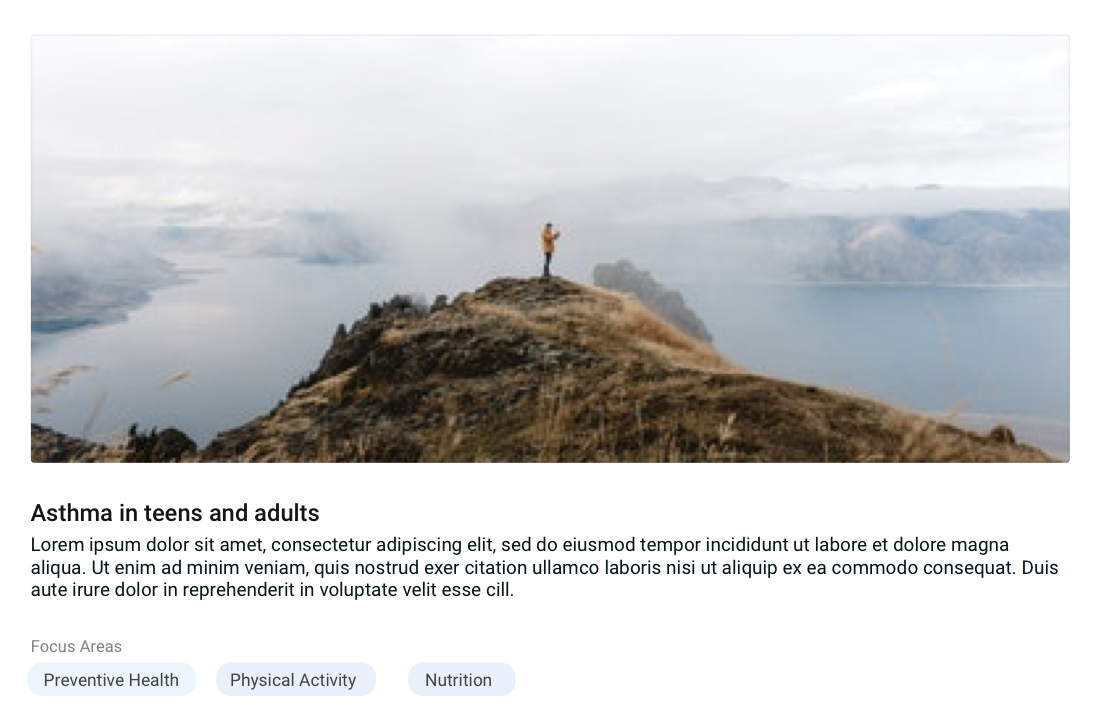 Asthma in teens and adults
Lorem ipsum dolor sit amet, consectetur adipiscing elit, sed do eiusmod tempor incididunt ut labore et dolore magna
aliqua. Ut enim ad minim veniam, quis nostrud exer citation ullamco laboris nisi ut aliquip ex ea commodo consequat. Duis
aute irure dolor in reprehenderit in voluptate velit esse cill.
Focus Areas
Preventive Health Physical Activity Nutrition